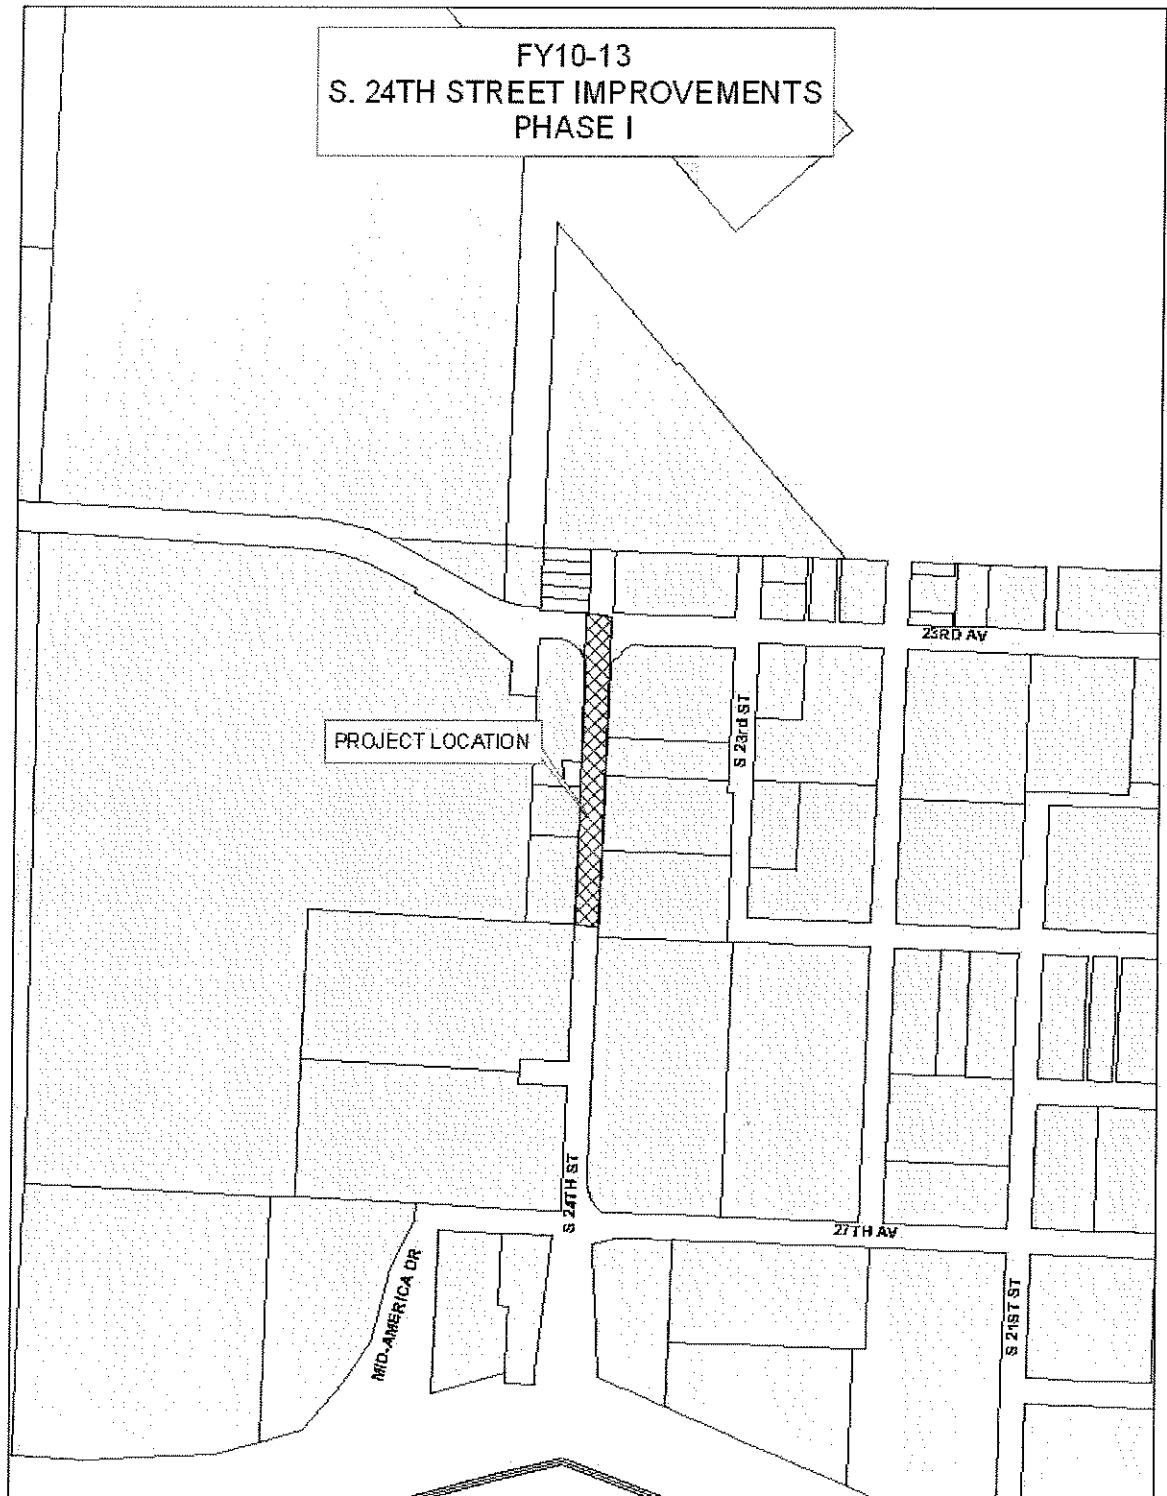 FY10-13
S. 24TH STREET IMPROVEMENTS
PHASE I
23RD AV
S 23rd ST
PROJECT LOCATION
S 24TH ST
27TH AV
MID-AMERICA DR
S 21ST ST